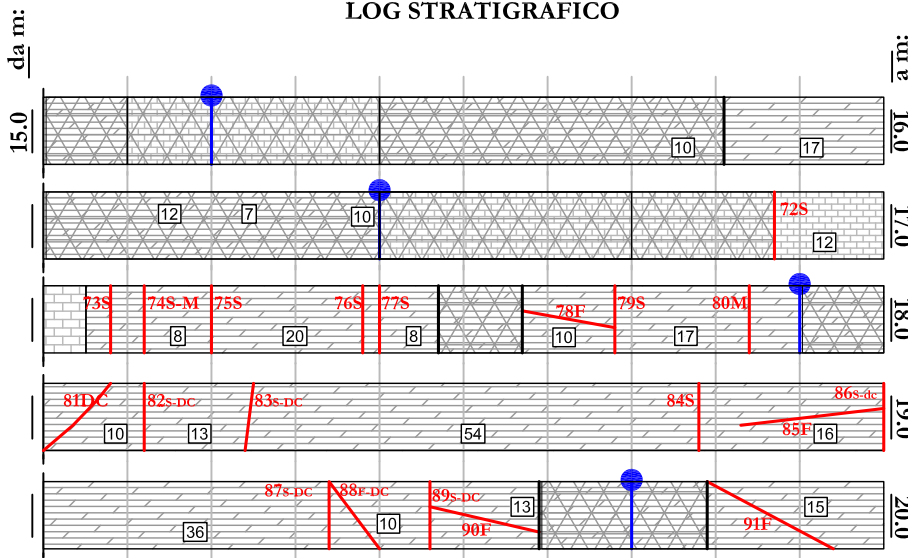 LOG STRATIGRAFICO
da m:
a m:
15.0
10
17
16.0
12
7
10
72S
12
17.0
73S
74S-M
75S
76S
77S
78F
79S
80M
8
20
8
10
17
18.0
81DC
82S-DC
83S-DC
84S
85F
86S-dc
10
13
54
16
19.0
87S-DC
88F-DC
89S-DC
90F
91F
36
10
13
15
20.0